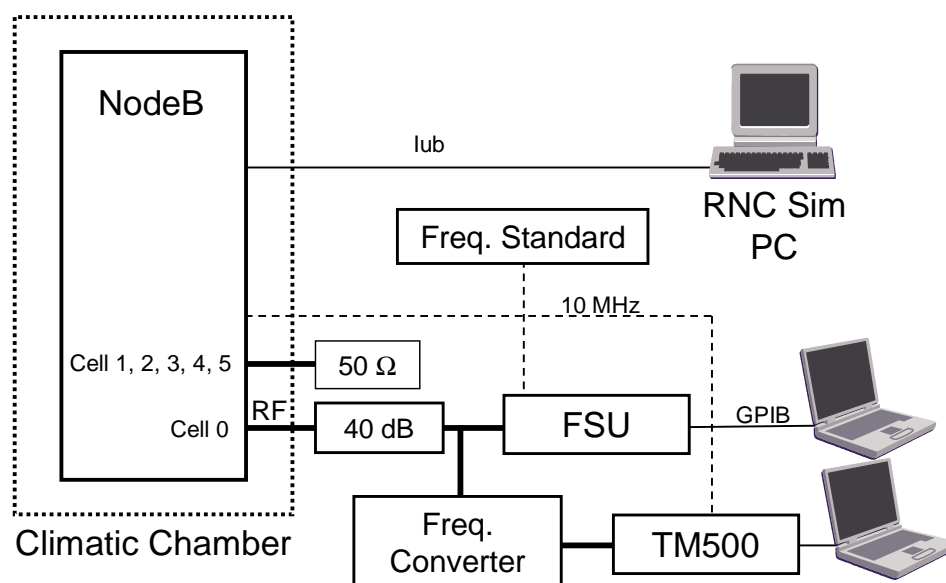 NodeB
Iub
RNC Sim
PC
Freq. Standard
10 MHz
Cell 1, 2, 3, 4, 5
50 Ω
RF
Cell 0
40 dB
FSU
GPIB
Climatic Chamber
Freq.
Converter
TM500